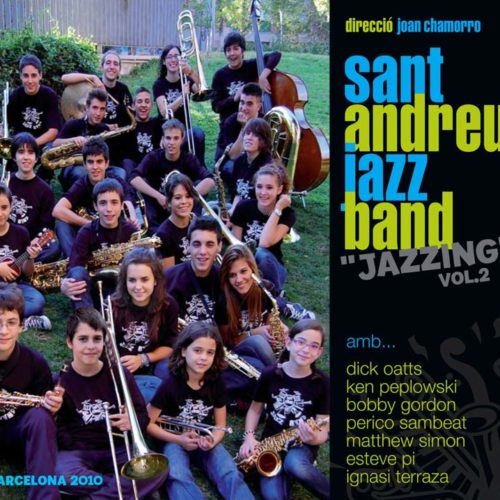 direcció joan chamorro
sant
andreu
jazz
band
"JAZZING"
VOL.2
amb...
dick oatts
ken peplowski
bobby gordon
perico sambeat
matthew simon
esteve pi
ignasi terraza
BARCELONA 2010